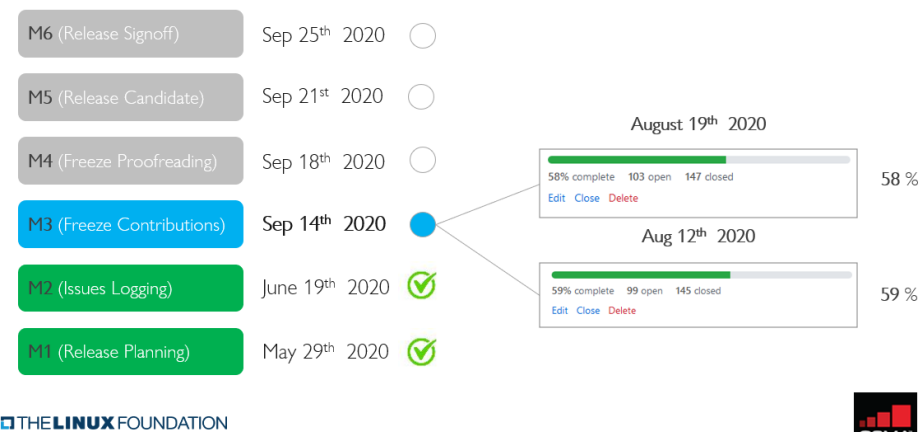 M6 (Release Signoff) Sep 25th 2020
M5 (Release Candidate) Sep 21st 2020
August 19th 2020
M4 (Freeze Proofreading) Sep 18th 2020
58% complete 103 open 147 closed
58 %
Edit Close Delete
M3 (Freeze Contributions) Sep 14th 2020
Aug 12th 2020
M2 (Issues Logging) June 19th 2020
59% complete 99 open 145 closed
59 %
Edit Close Delete
M1 (Release Planning) May 29th 2020
THE LINUX FOUNDATION